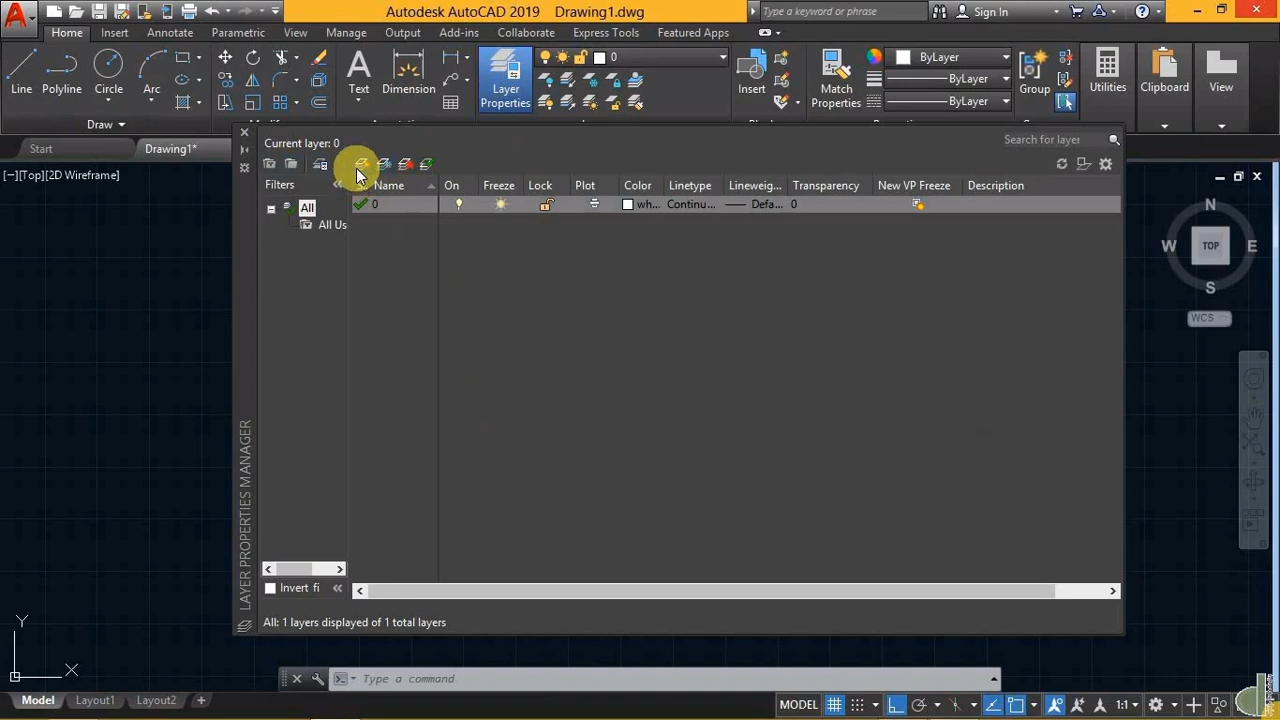 Autodesk AutoCAD 2019 Drawing1.dwg
Type a keyword or phrase
Sign In
Home Insert Annotate Parametric View Manage Output Add-ins Collaborate Express Tools Featured Apps
Line
Polyline
Circle
Arc
Text
Dimension
Layer
Properties
0
Insert
Match
Properties
ByLayer
ByLayer
ByLayer
Group
Utilities
Clipboard
View
Draw
Start
Drawing1*
[−][Top][2D Wireframe]
Current layer: 0
Search for layer
Filters
Name On Freeze Lock Plot Color Linetype Lineweig... Transparency New VP Freeze Description
All
0 wh... Continu... Defa... 0
All Us
Invert fi
All: 1 layers displayed of 1 total layers
LAYER PROPERTIES MANAGER
N
W
TOP
E
S
WCS
Y
X
Type a command
Model Layout1 Layout2 +
MODEL
1:1